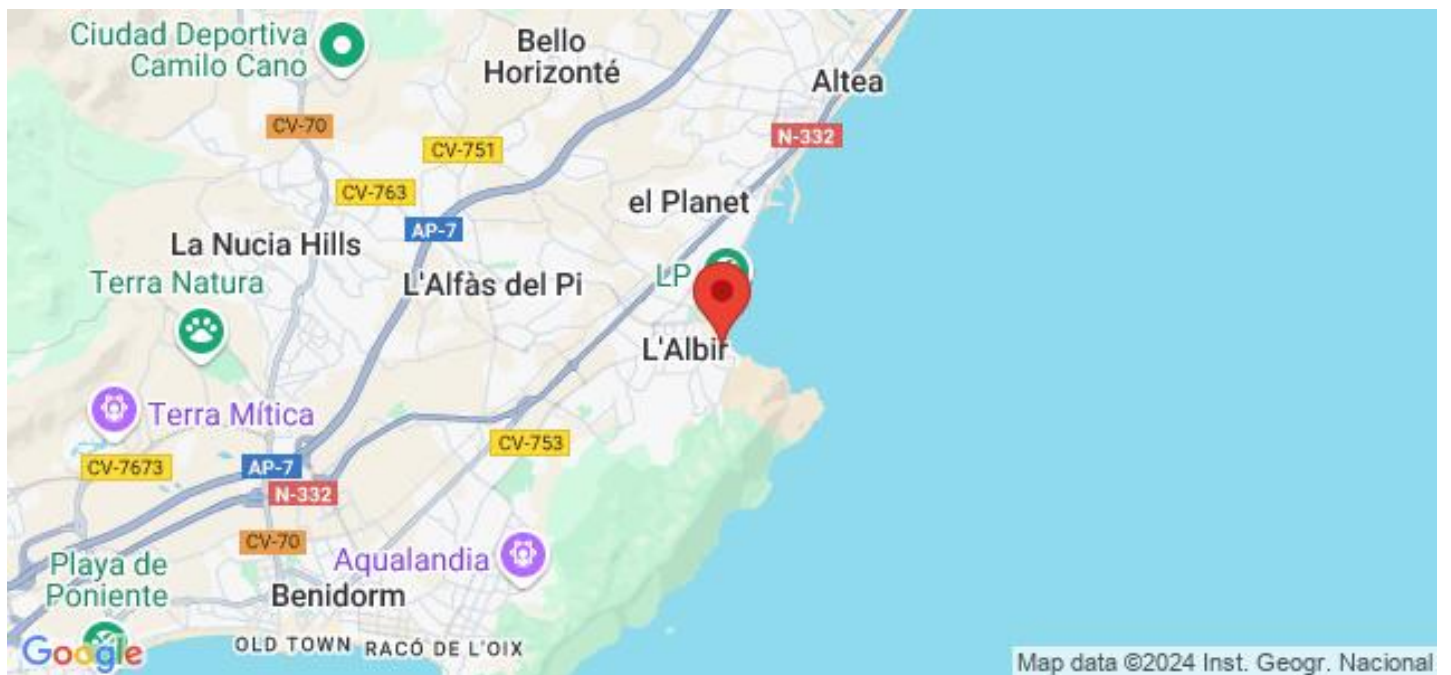 Ciudad Deportiva
Camilo Cano
Bello
Horizonté
Altea
CV-70
N-332
CV-751
CV-763
el Planet
AP-7
La Nucia Hills
LP
Terra Natura
L'Alfàs del Pi
L'Albir
Terra Mítica
CV-753
CV-7673
AP-7
N-332
CV-70
Aqualandia
Playa de
Poniente
Benidorm
OLD TOWN
RACÓ DE L'OIX
Google
Map data ©2024 Inst. Geogr. Nacional